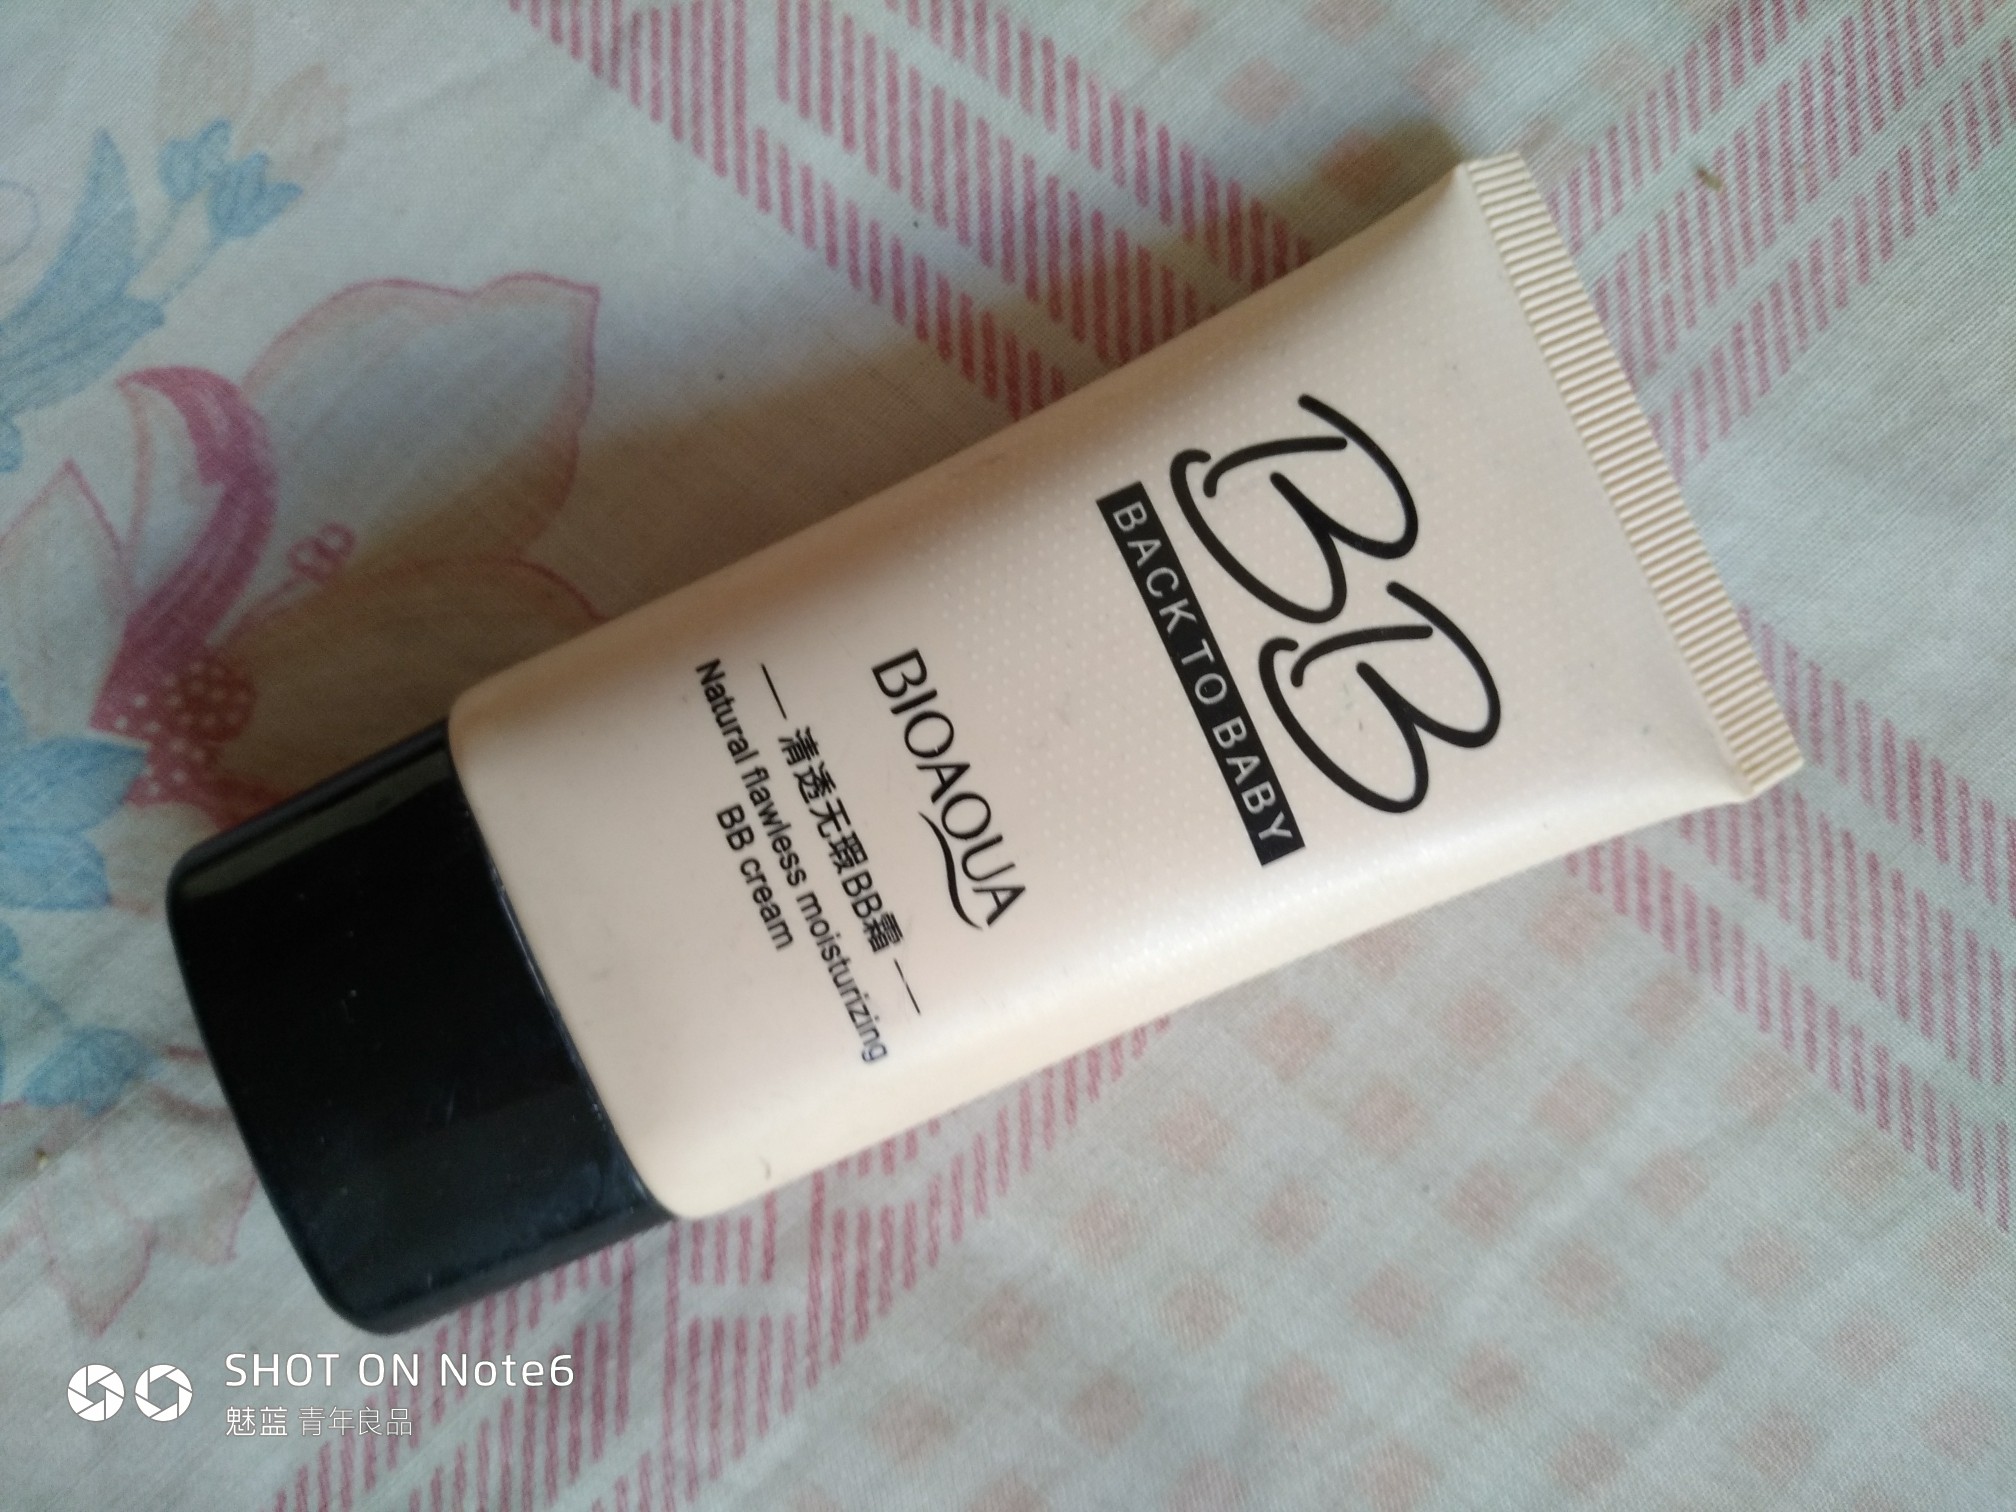 BB
BACK TO BABY
BIOAQUA
清透无瑕BB霜
Natural flawless moisturizing
BB cream
SHOT ON Note6
魅蓝 青年良品